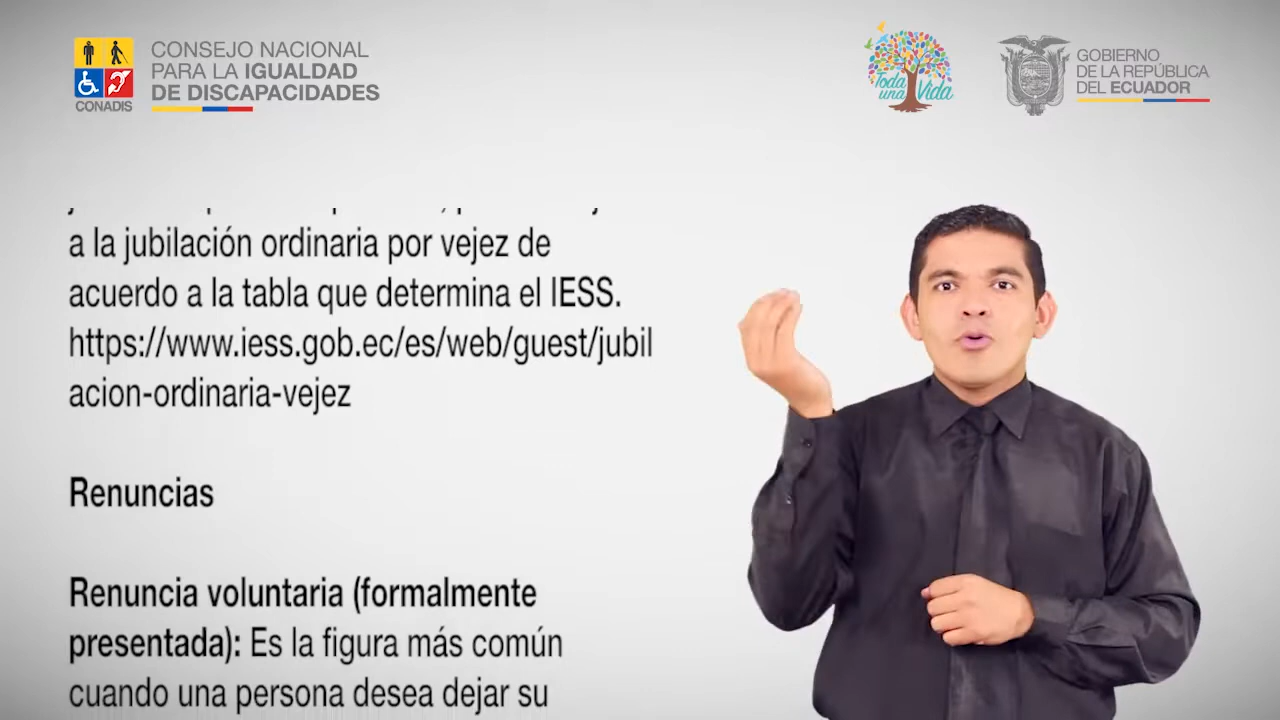 CONADIS
CONSEJO NACIONAL
PARA LA IGUALDAD
DE DISCAPACIDADES
Toda
una Vida
GOBIERNO
DE LA REPÚBLICA
DEL ECUADOR
a la jubilación ordinaria por vejez de
acuerdo a la tabla que determina el IESS.
https://www.iess.gob.ec/es/web/guest/jubil
acion-ordinaria-vejez
Renuncias
Renuncia voluntaria (formalmente
presentada): Es la figura más común
cuando una persona desea dejar su